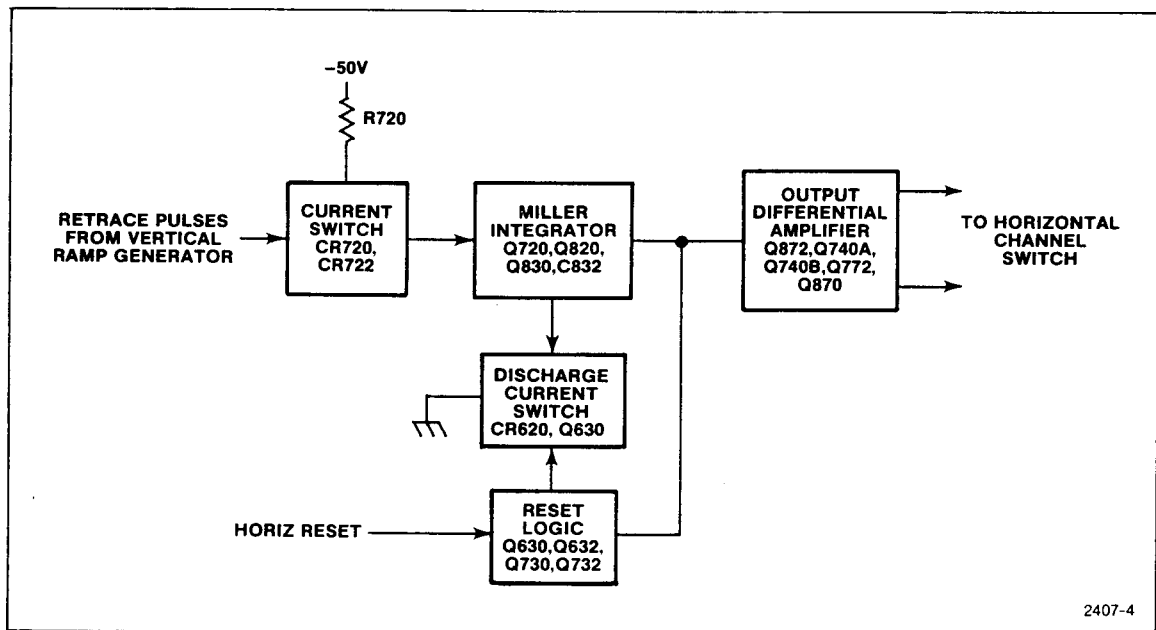 -50V
R720
RETRACE PULSES
FROM VERTICAL
RAMP GENERATOR
CURRENT
SWITCH
CR720,
CR722
MILLER
INTEGRATOR
Q720,Q820,
Q830,C832
OUTPUT
DIFFERENTIAL
AMPLIFIER
Q872,Q740A,
Q740B,Q772,
Q870
TO HORIZONTAL
CHANNEL
SWITCH
DISCHARGE
CURRENT
SWITCH
CR620, Q630
HORIZ RESET
RESET
LOGIC
Q630,Q632,
Q730,Q732
2407-4